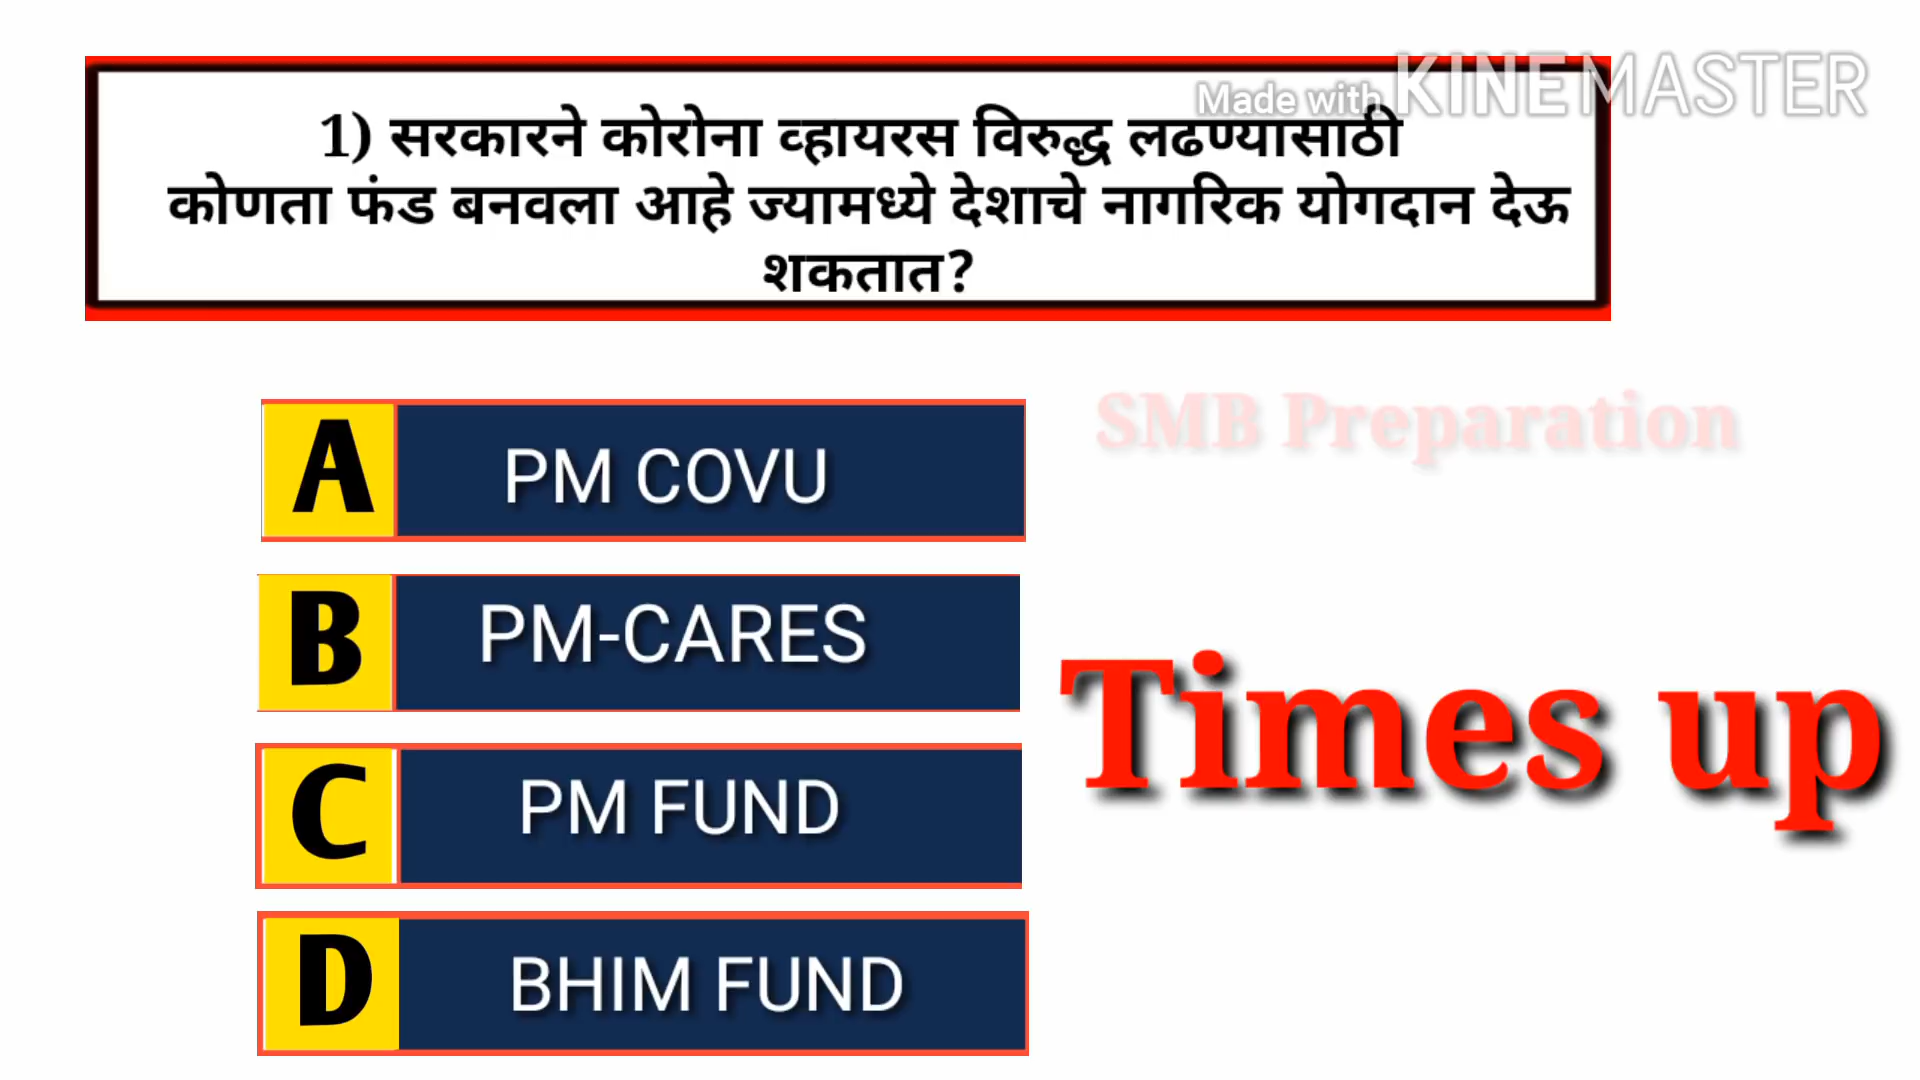 Made with KINEMASTER
1) सरकारने कोरोना व्हायरस विरुद्ध लढण्यासाठी
कोणता फंड बनवला आहे ज्यामध्ये देशाचे नागरिक योगदान देऊ
शकतात?
SMB Preparation
A PM COVU
B PM-CARES
Times up
C PM FUND
D BHIM FUND